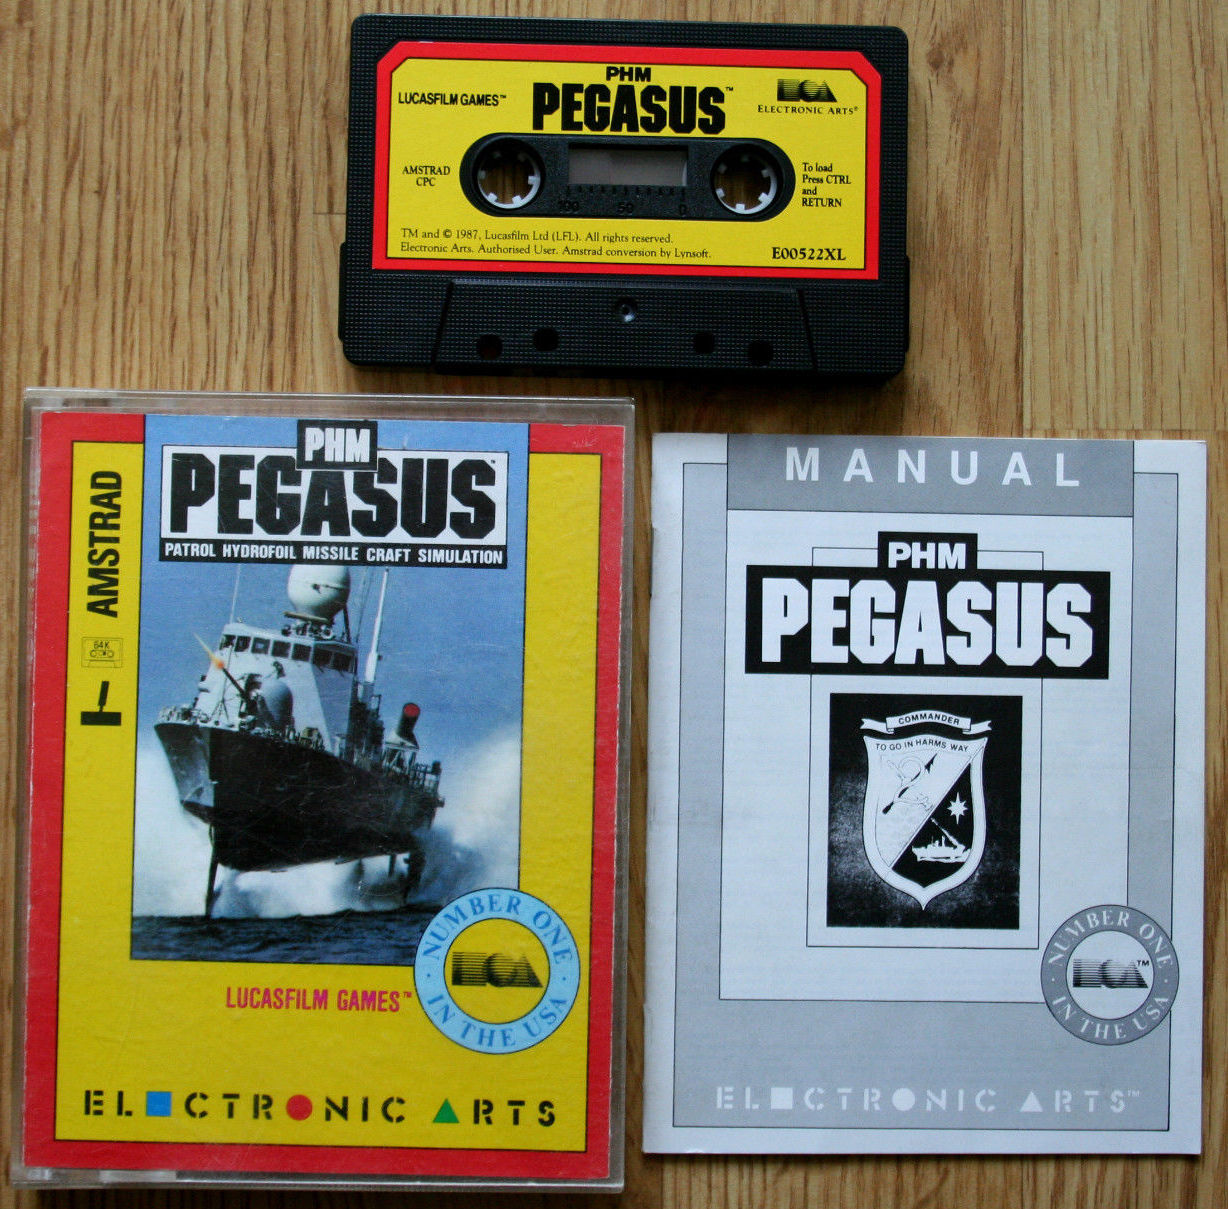 PHM
PEGASUS™
LUCASFILM GAMES™
ELECTRONIC ARTS®
AMSTRAD
CPC
To load
Press CTRL
and
RETURN
100 50 0
TM and © 1987, Lucasfilm Ltd (LFL). All rights reserved.
Electronic Arts. Authorised User. Amstrad conversion by Lynsoft.
E00522XL
PHM
PEGASUS™
PATROL HYDROFOIL MISSILE CRAFT SIMULATION
AMSTRAD
64K
NUMBER ONE
IN THE USA
LUCASFILM GAMES™
ELECTRONIC ARTS
MANUAL
PHM
PEGASUS
COMMANDER
TO GO IN HARMS WAY
NUMBER ONE
IN THE USA
ELECTRONIC ARTS™